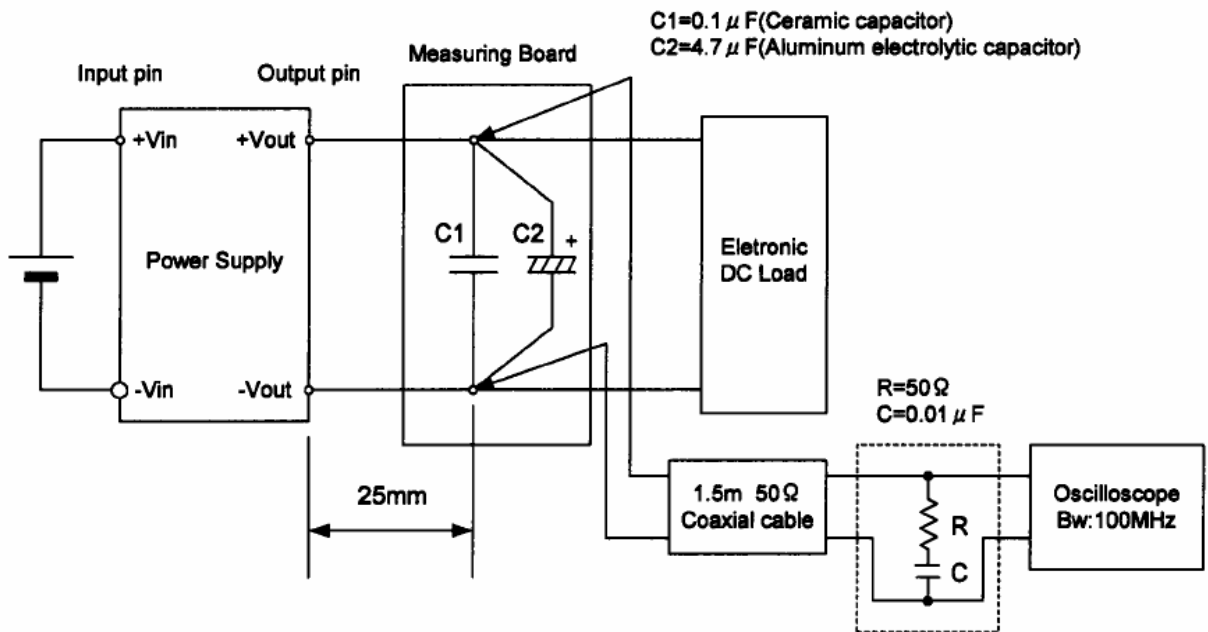 C1=0.1 μ F(Ceramic capacitor)
C2=4.7 μ F(Aluminum electrolytic capacitor)
Measuring Board
Input pin
Output pin
+Vin
+Vout
C1
C2
+
Power Supply
Eletronic
DC Load
-Vin
-Vout
R=50Ω
C=0.01 μ F
25mm
1.5m 50Ω
Coaxial cable
R
C
Oscilloscope
Bw:100MHz